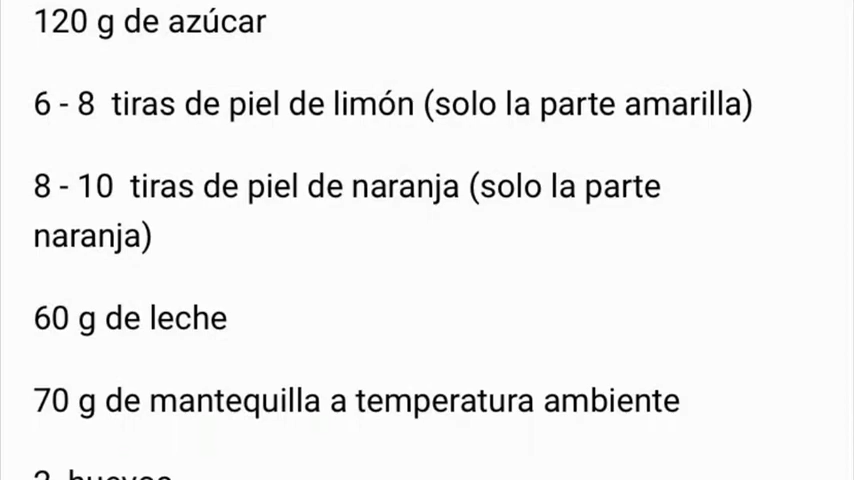 120 g de azúcar
6 - 8 tiras de piel de limón (solo la parte amarilla)
8 - 10 tiras de piel de naranja (solo la parte
naranja)
60 g de leche
70 g de mantequilla a temperatura ambiente
huevos